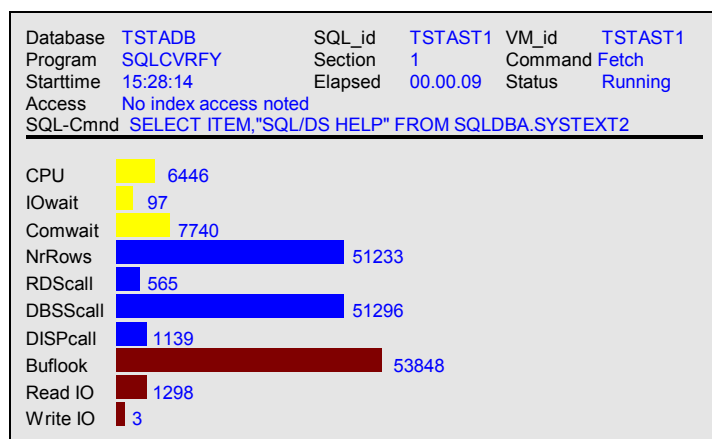 Database TSTADB SQL_id TSTAST1 VM_id TSTAST1
Program SQLCVRFY Section 1 Command Fetch
Starttime 15:28:14 Elapsed 00.00.09 Status Running
Access No index access noted
SQL-Cmnd SELECT ITEM,"SQL/DS HELP" FROM SQLDBA.SYSTEXT2
CPU 6446
IOwait 97
Comwait 7740
NrRows 51233
RDScall 565
DBSScall 51296
DISPcall 1139
Buflook 53848
Read IO 1298
Write IO 3